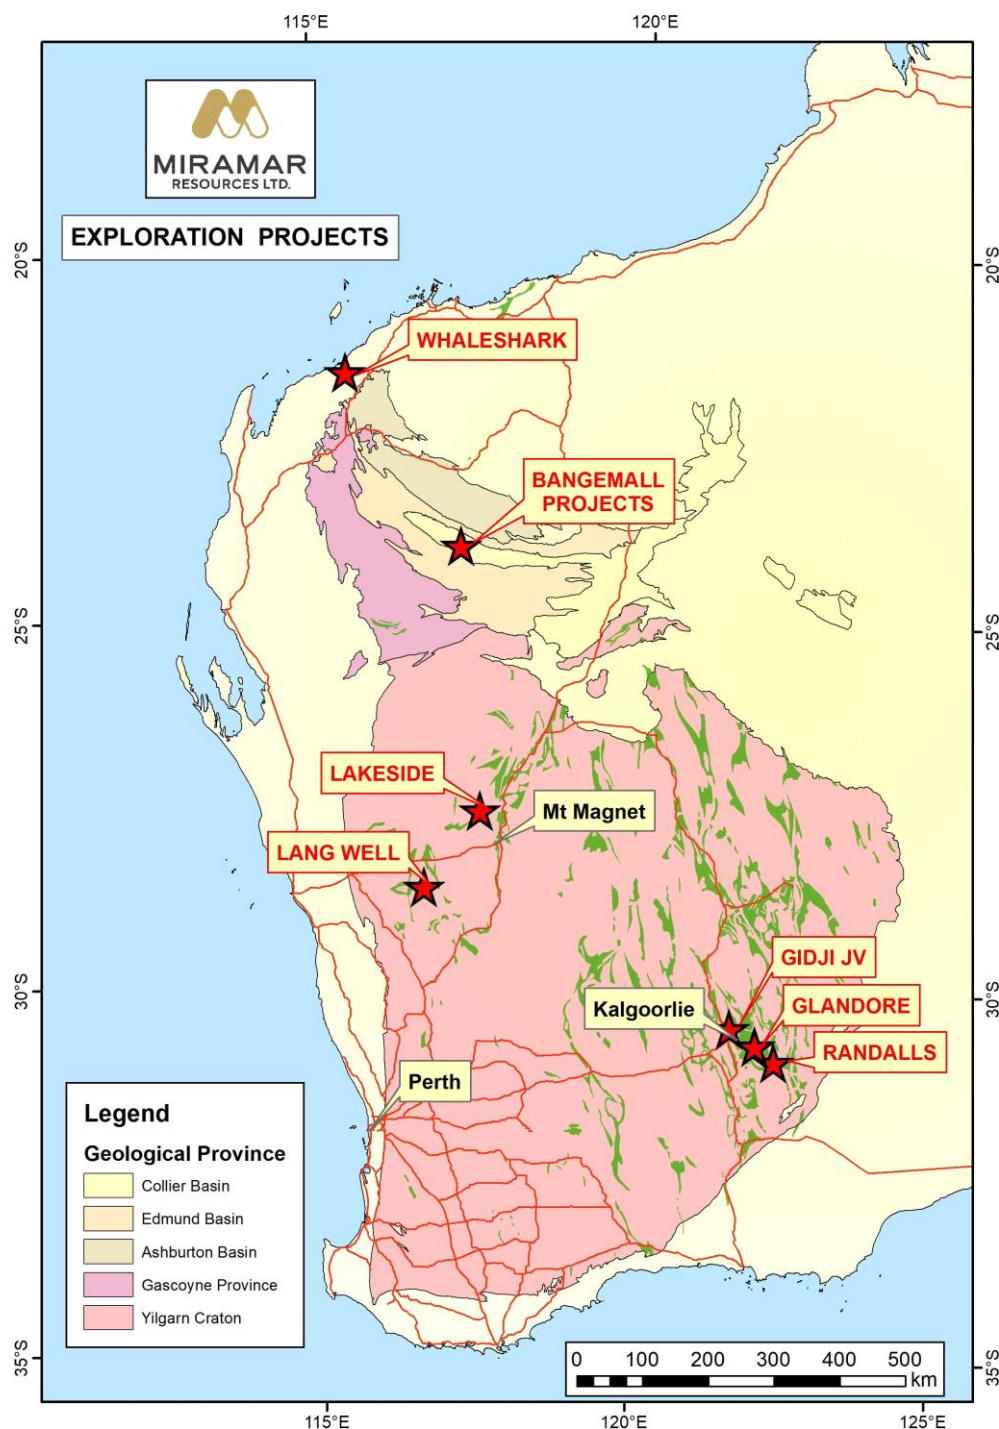 115°E
120°E
MIRAMAR
RESOURCES LTD.
EXPLORATION PROJECTS
20°S
20°S
WHALESHARK
BANGEMALL
PROJECTS
25°S
25°S
LAKESIDE
Mt Magnet
LANG WELL
GIDJI JV
30°S
30°S
Kalgoorlie
GLANDORE
RANDALLS
Perth
Legend
Geological Province
Collier Basin
Edmund Basin
Ashburton Basin
Gascoyne Province
Yilgarn Craton
35°S
35°S
0 100 200 300 400 500
km
115°E
120°E
125°E